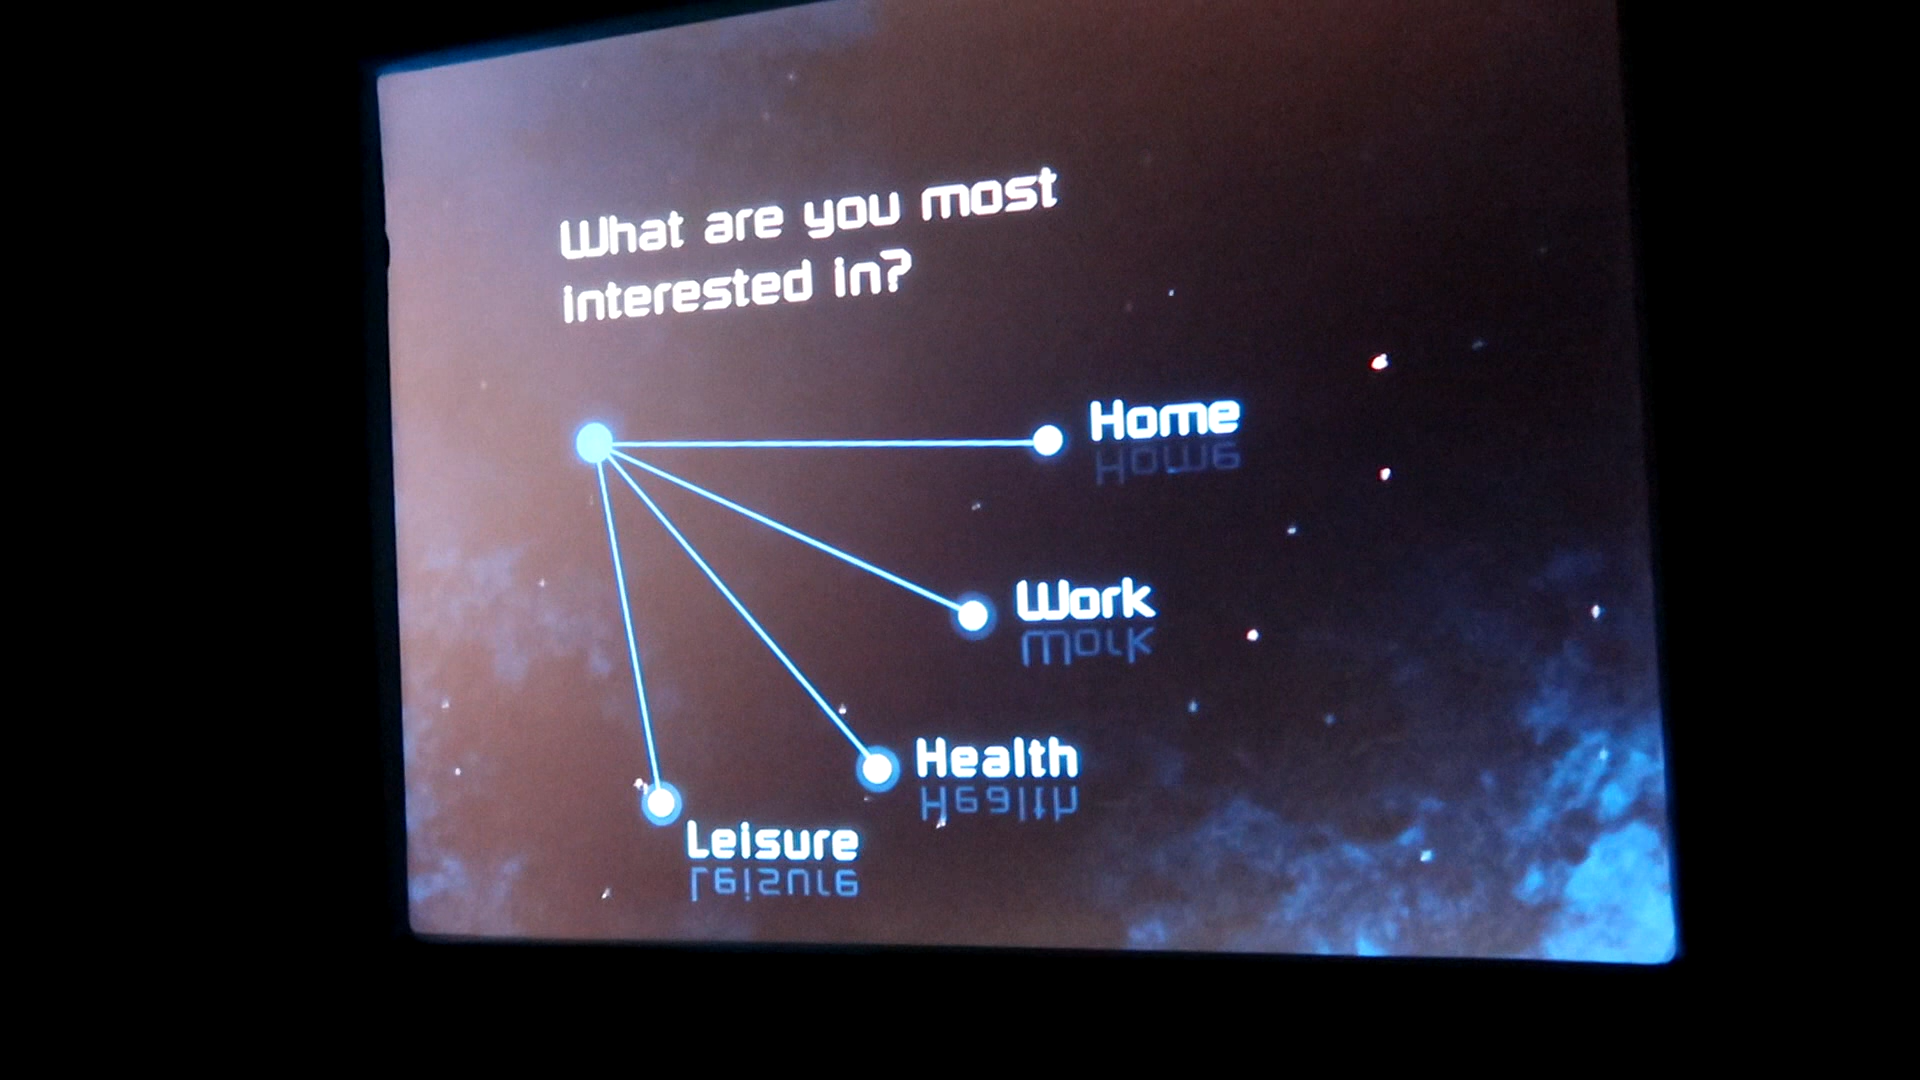 What are you most
interested in?
Home
Work
Health
Leisure